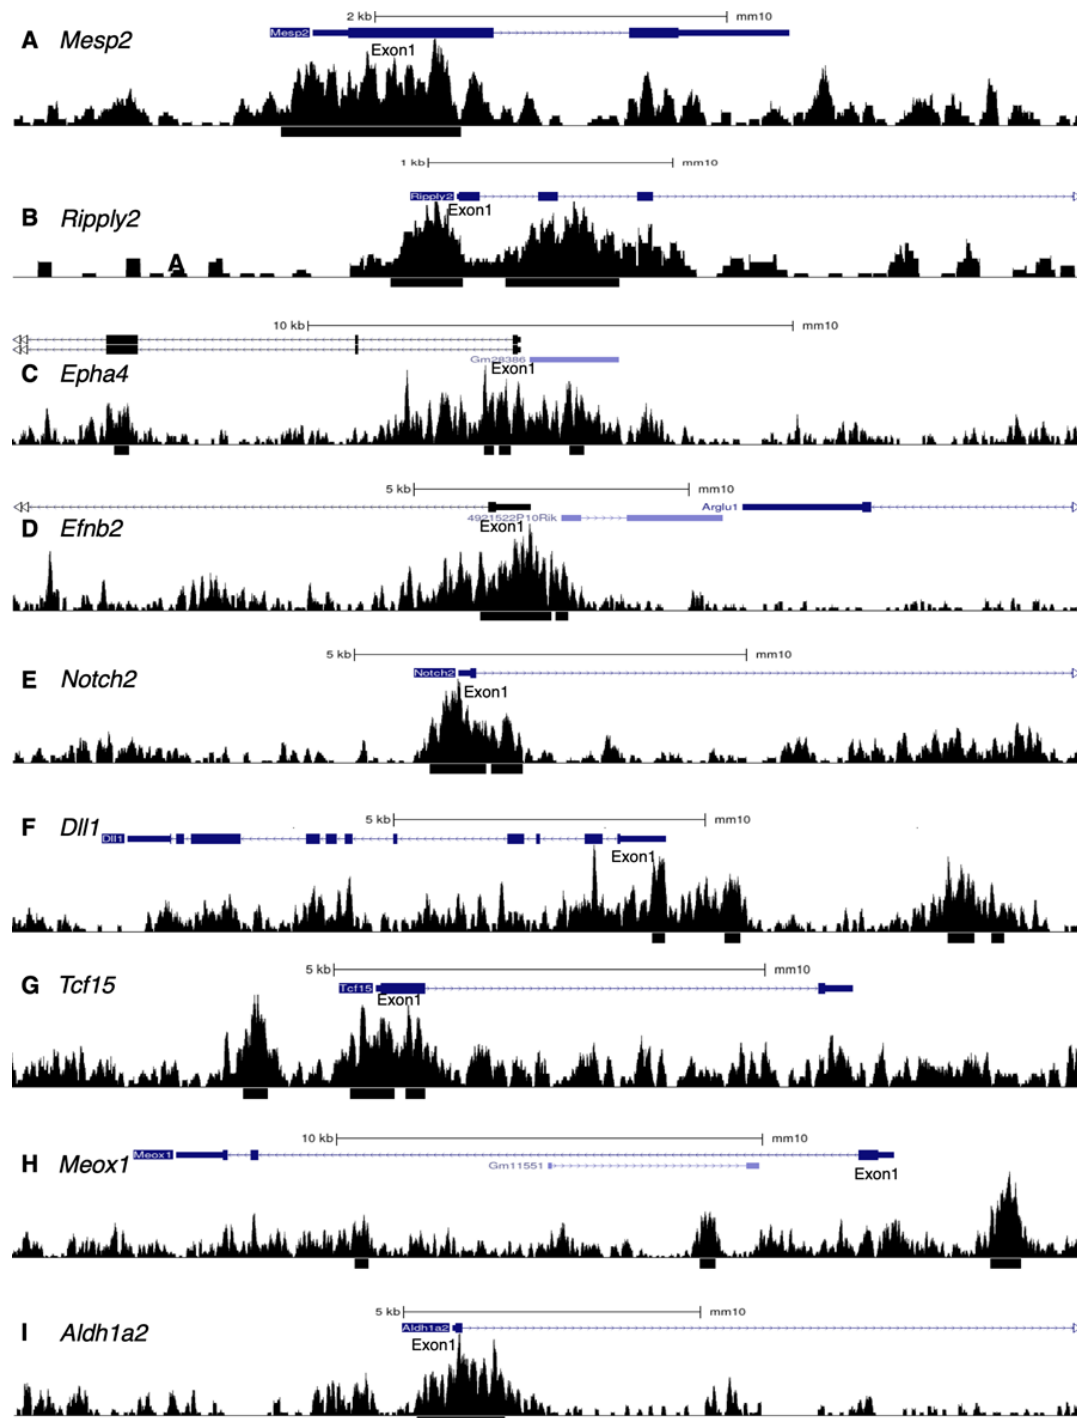 2 kb mm10
A Mesp2
Mesp2
Exon1
1 kb mm10
B Ripply2
Ripply2
Exon1
A
10 kb mm10
C Epha4
Gm28386
Exon1
5 kb mm10
D Efnb2
Arglu1
4921522P10Rik
Exon1
5 kb mm10
E Notch2
Notch2
Exon1
5 kb mm10
F Dll1
Dll1
Exon1
5 kb mm10
G Tcf15
Tcf15
Exon1
10 kb mm10
H Meox1
Meox1
Gm11551
Exon1
5 kb mm10
I Aldh1a2
Aldh1a2
Exon1